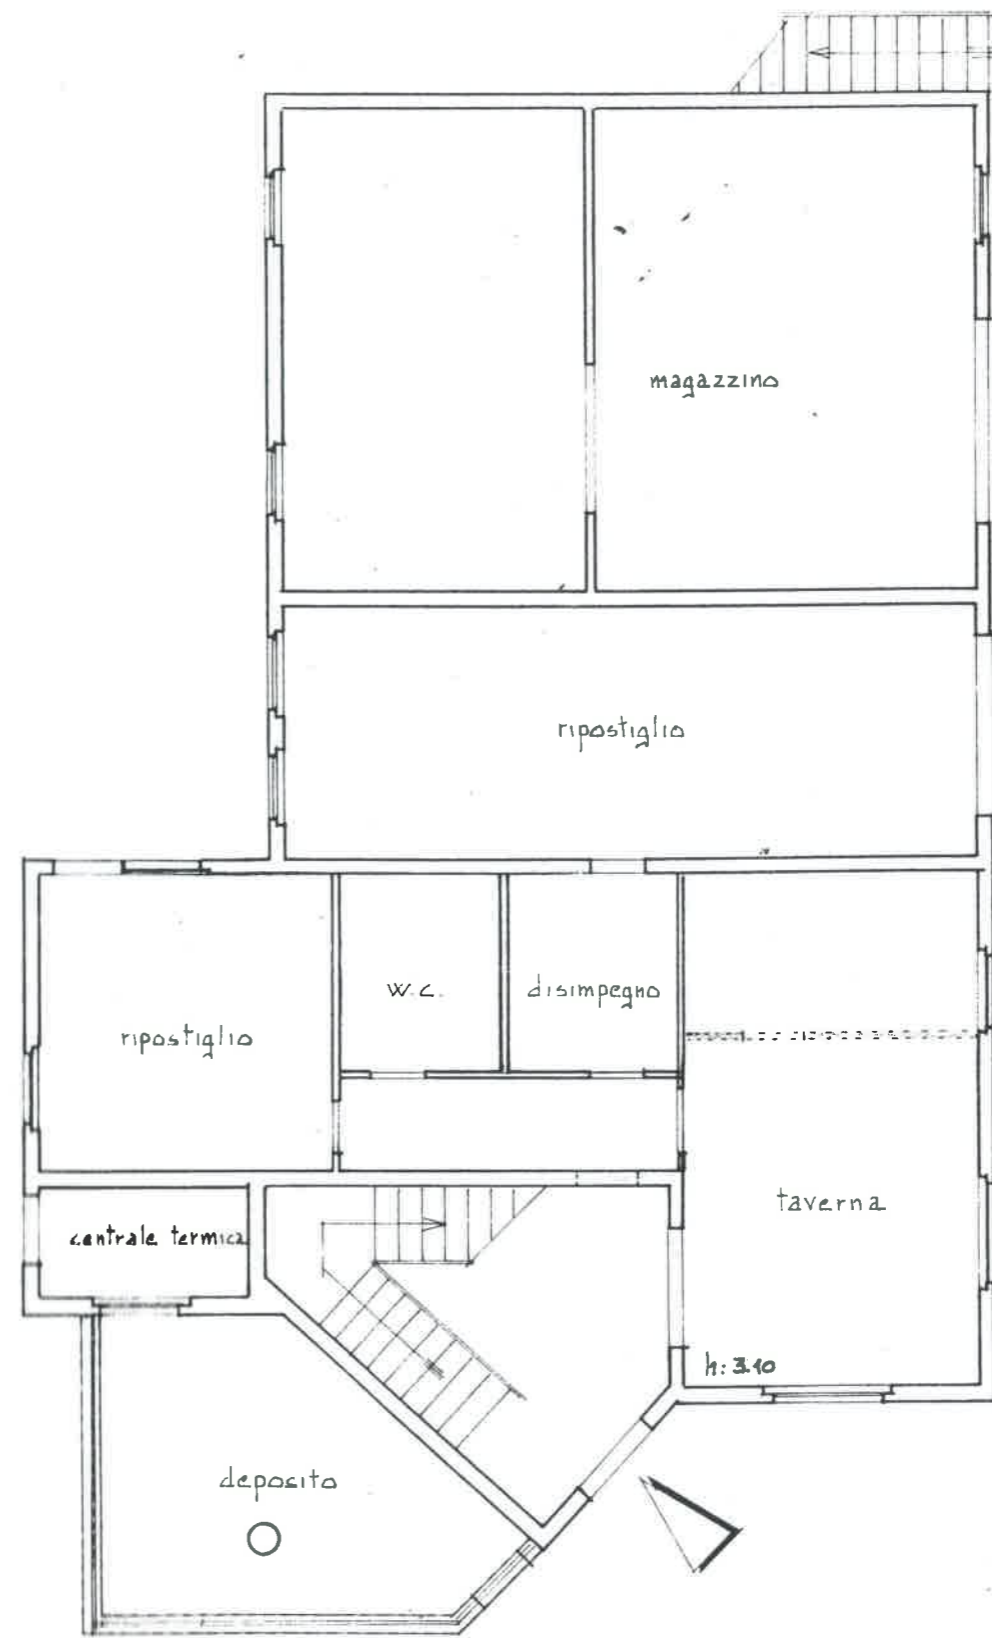 magazzino
ripostiglio
w.c.
disimpegno
ripostiglio
taverna
centrale termica
h: 3.10
deposito